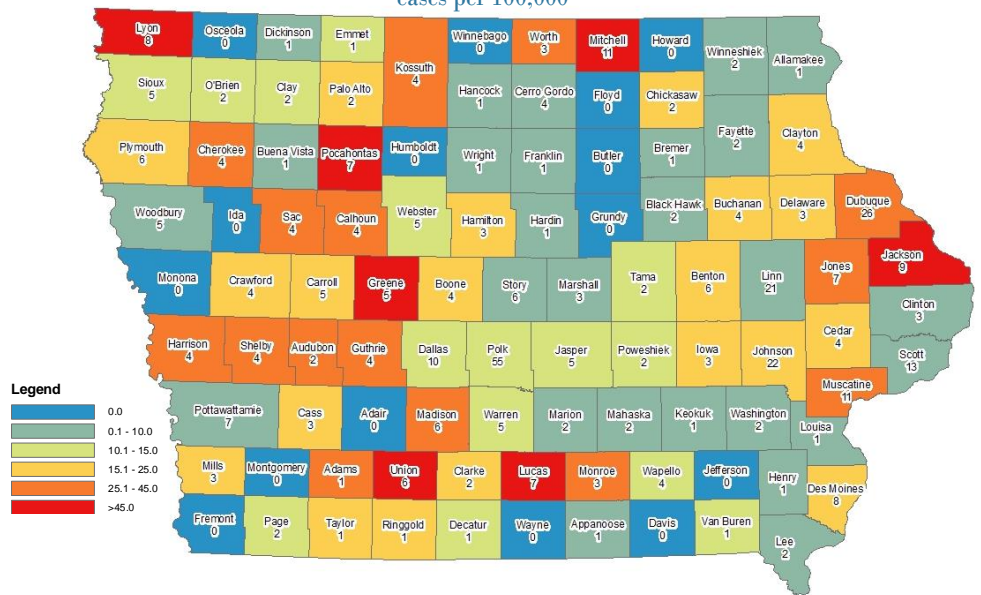 cases per 100,000
Lyon
8
Osceola
0
Dickinson
1
Emmet
1
Kossuth
4
Winnebago
0
Worth
3
Mitchell
11
Howard
0
Winneshiek
2
Allamakee
1
Sioux
5
O'Brien
2
Clay
2
Palo Alto
2
Hancock
1
Cerro Gordo
4
Floyd
0
Chickasaw
2
Fayette
2
Clayton
4
Plymouth
6
Cherokee
4
Buena Vista
1
Pocahontas
7
Humboldt
0
Wright
1
Franklin
1
Butler
0
Bremer
1
Woodbury
5
Ida
0
Sac
4
Calhoun
4
Webster
5
Hamilton
3
Hardin
1
Grundy
0
Black Hawk
2
Buchanan
4
Delaware
3
Dubuque
26
Monona
0
Crawford
4
Carroll
5
Greene
5
Boone
4
Story
6
Marshall
3
Tama
2
Benton
6
Linn
21
Jones
7
Jackson
9
Clinton
3
Harrison
4
Shelby
4
Audubon
2
Guthrie
4
Dallas
10
Polk
55
Jasper
5
Poweshiek
2
Iowa
3
Johnson
22
Cedar
4
Scott
13
Muscatine
11
Pottawattamie
7
Cass
3
Adair
0
Madison
6
Warren
5
Marion
2
Mahaska
2
Keokuk
1
Washington
2
Louisa
1
Mills
3
Montgomery
0
Adams
1
Union
6
Clarke
2
Lucas
7
Monroe
3
Wapello
4
Jefferson
0
Henry
1
Des Moines
8
Fremont
0
Page
2
Taylor
1
Ringgold
1
Decatur
1
Wayne
0
Appanoose
1
Davis
0
Van Buren
1
Lee
2
Legend
0.0
0.1 - 10.0
10.1 - 15.0
15.1 - 25.0
25.1 - 45.0
>45.0